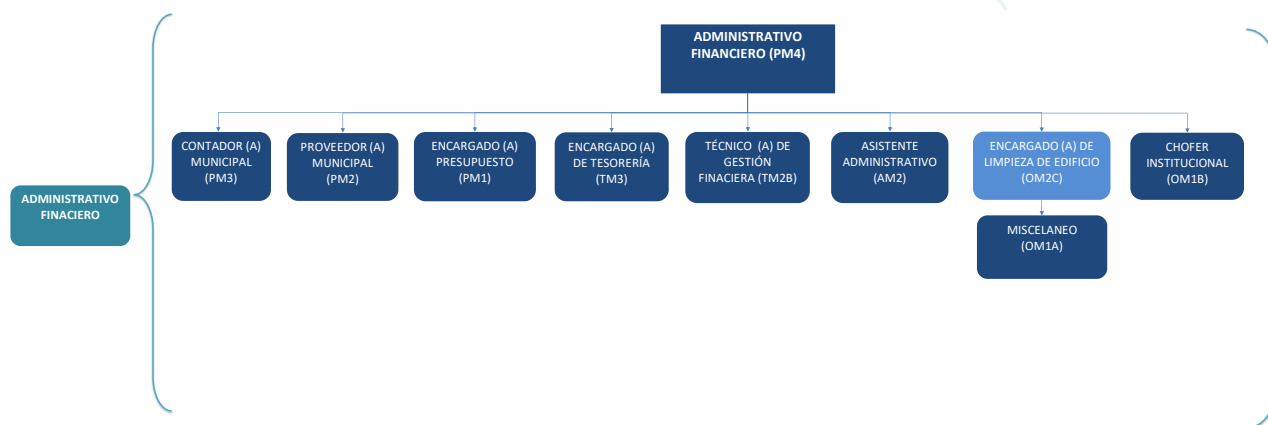 ADMINISTRATIVO
FINANCIERO (PM4)
CONTADOR (A)
MUNICIPAL
(PM3)
PROVEEDOR (A)
MUNICIPAL
(PM2)
ENCARGADO (A)
PRESUPUESTO
(PM1)
ENCARGADO (A)
DE TESORERÍA
(TM3)
TÉCNICO (A) DE
GESTIÓN
FINACIERA (TM2B)
ASISTENTE
ADMINISTRATIVO
(AM2)
ENCARGADO (A) DE
LIMPIEZA DE EDIFICIO
(OM2C)
CHOFER
INSTITUCIONAL
(OM1B)
ADMINISTRATIVO
FINACIERO
MISCELANEO
(OM1A)